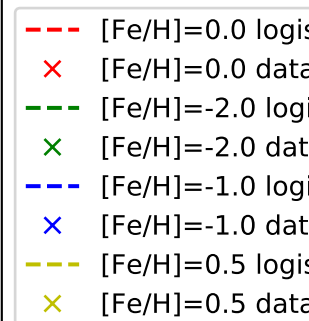 [Fe/H]=0.0 logis
[Fe/H]=0.0 data
[Fe/H]=-2.0 logi
[Fe/H]=-2.0 dat
[Fe/H]=-1.0 logi
[Fe/H]=-1.0 dat
[Fe/H]=0.5 logis
[Fe/H]=0.5 data